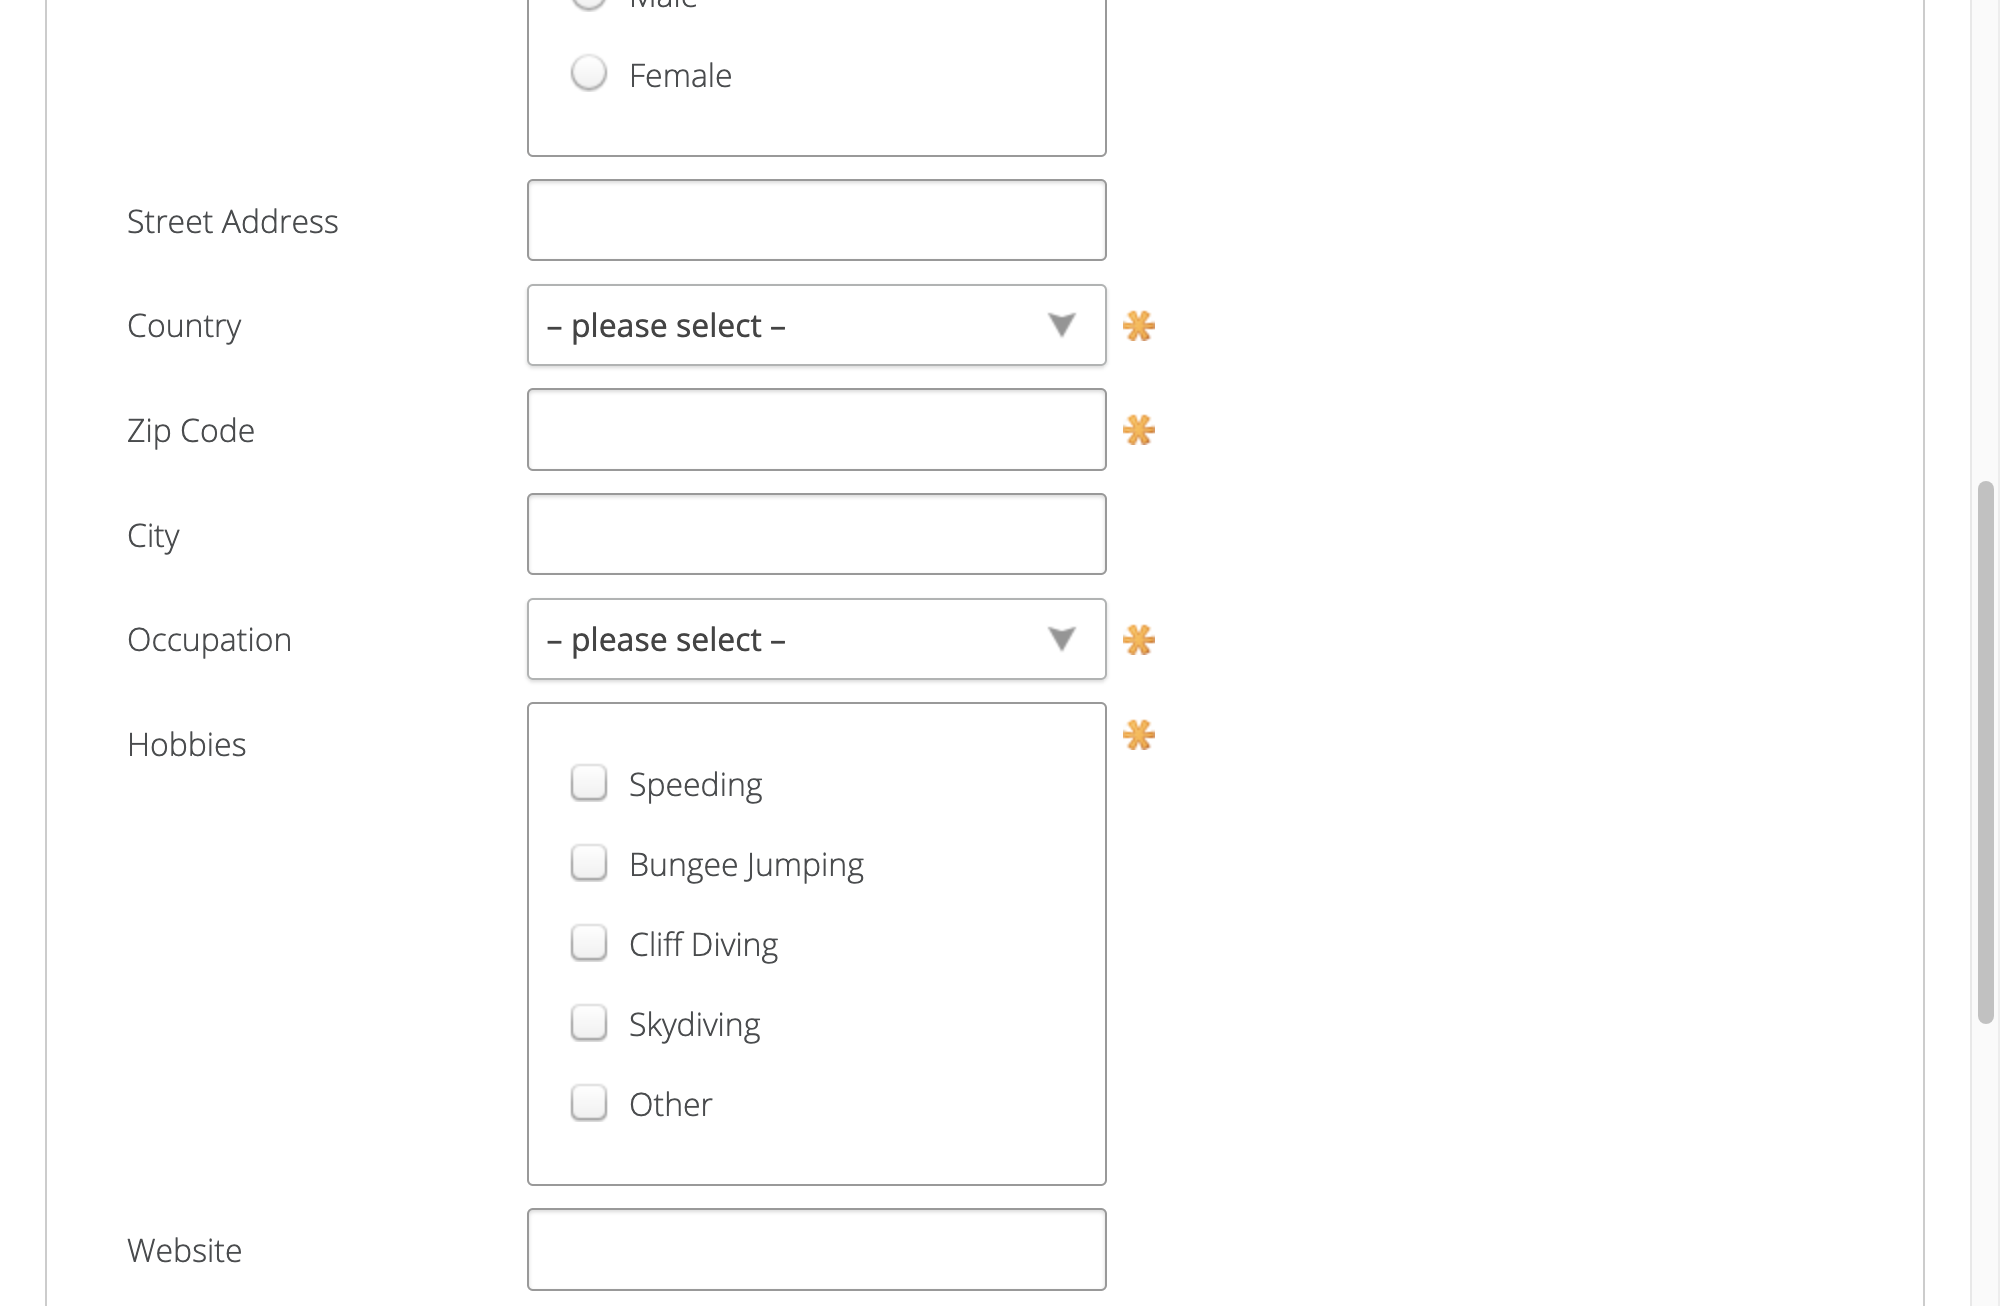 Male
Female
Street Address
Country
– please select –
Zip Code
City
Occupation
– please select –
Hobbies
Speeding
Bungee Jumping
Cliff Diving
Skydiving
Other
Website